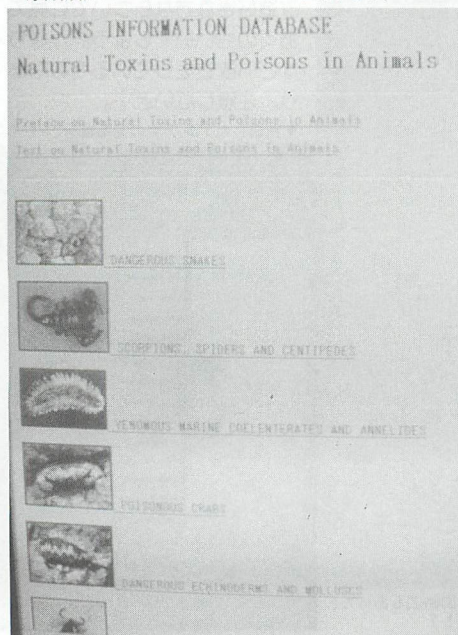 POISONS INFORMATION DATABASE
Natural Toxins and Poisons in Animals
Preface on Natural Toxins and Poisons in Animals
Text on Natural Toxins and Poisons in Animals
DANGEROUS SNAKES
SCORPIONS, SPIDERS AND CENTIPEDES
VENOMOUS MARINE COELENTERATES AND ANNELIDES
POISONOUS CRABS
DANGEROUS ECHINODERMS AND MOLLUSCS